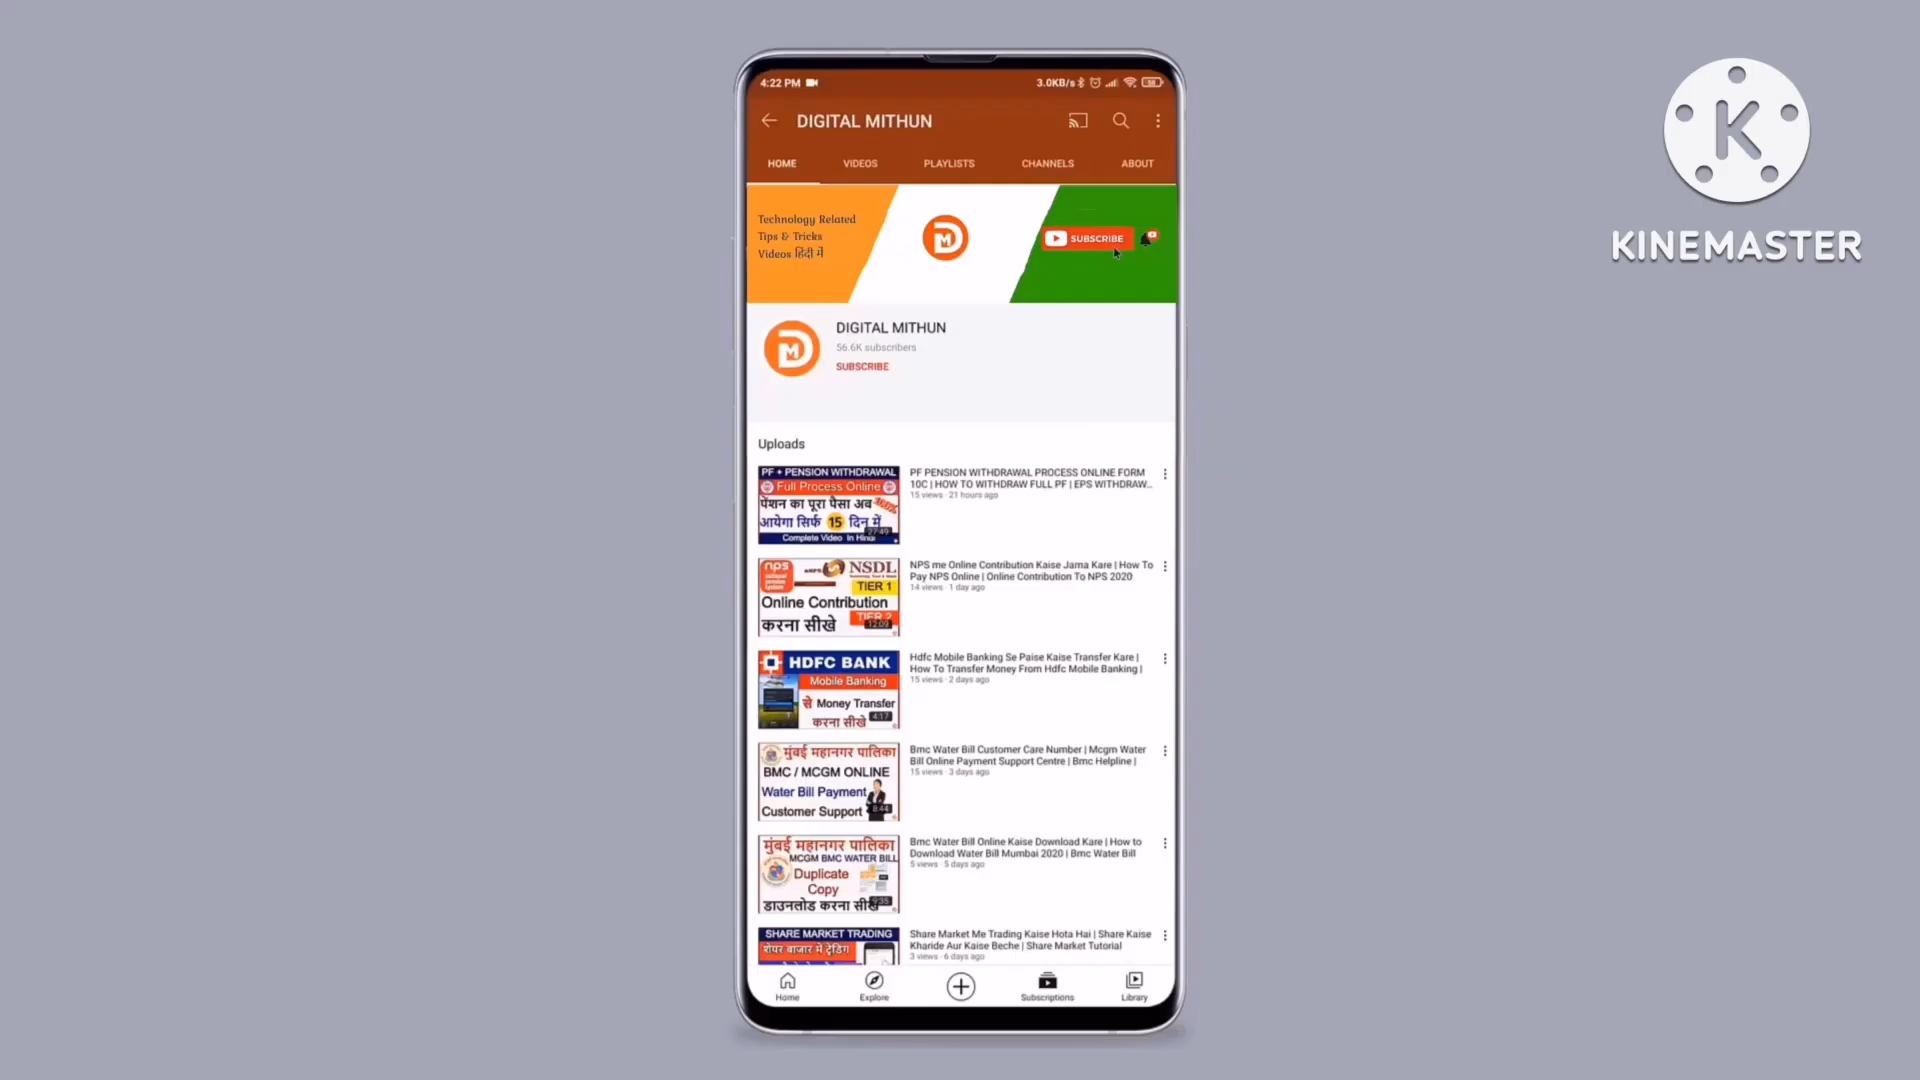 4:22 PM
3.0KB/s
58
DIGITAL MITHUN
HOME
VIDEOS
PLAYLISTS
CHANNELS
ABOUT
Technology Related
Tips & Tricks
Videos हिंदी में
SUBSCRIBE
DIGITAL MITHUN
56.6K subscribers
SUBSCRIBE
Uploads
PF + PENSION WITHDRAWAL
Full Process Online
पेंशन का पूरा पैसा अब
आयेगा सिर्फ 15 दिन में
Complete Video In Hindi
27:49
PF PENSION WITHDRAWAL PROCESS ONLINE FORM
10C | HOW TO WITHDRAW FULL PF | EPS WITHDRAW...
15 views · 21 hours ago
nps
NSDL
TIER 1
Online Contribution
TIER 2
करना सीखे
12:09
NPS me Online Contribution Kaise Jama Kare | How To
Pay NPS Online | Online Contribution To NPS 2020
14 views · 1 day ago
HDFC BANK
Mobile Banking
से Money Transfer
करना सीखे
4:17
Hdfc Mobile Banking Se Paise Kaise Transfer Kare |
How To Transfer Money From Hdfc Mobile Banking |
15 views · 2 days ago
मुंबई महानगर पालिका
BMC / MCGM ONLINE
Water Bill Payment
Customer Support
8:44
Bmc Water Bill Customer Care Number | Mcgm Water
Bill Online Payment Support Centre | Bmc Helpline |
15 views · 3 days ago
मुंबई महानगर पालिका
MCGM BMC WATER BILL
Duplicate
Copy
डाउनलोड करना सीखे
Bmc Water Bill Online Kaise Download Kare | How to
Download Water Bill Mumbai 2020 | Bmc Water Bill
5 views · 5 days ago
SHARE MARKET TRADING
शेयर बाजार में ट्रेडिंग
Share Market Me Trading Kaise Hota Hai | Share Kaise
Kharide Aur Kaise Beche | Share Market Tutorial
3 views · 6 days ago
Home
Explore
Subscriptions
Library
K
KINEMASTER